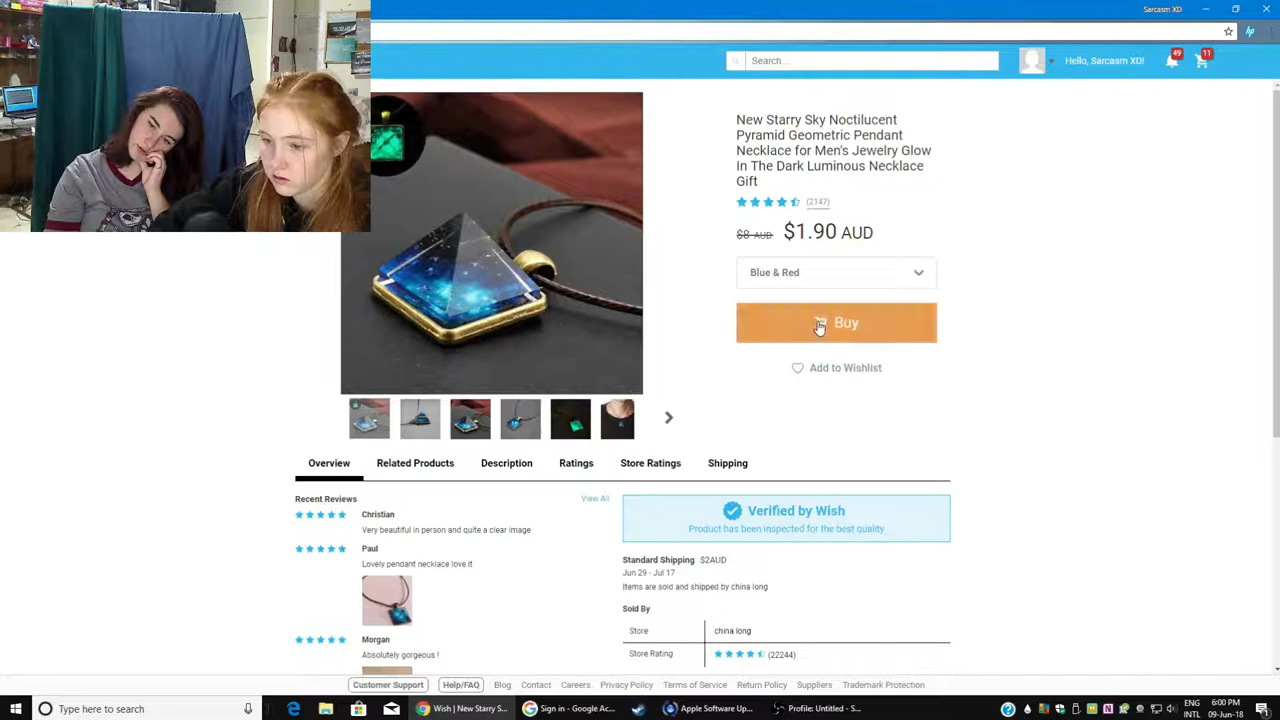 Sarcasm XD
Search...
Hello, Sarcasm XD!
49
11
New Starry Sky Noctilucent
Pyramid Geometric Pendant
Necklace for Men's Jewelry Glow
In The Dark Luminous Necklace
Gift
(2147)
$8 AUD $1.90 AUD
Blue & Red
Buy
Add to Wishlist
Overview Related Products Description Ratings Store Ratings Shipping
Recent Reviews View All
Christian
Very beautiful in person and quite a clear image
Paul
Lovely pendant necklace love it
Morgan
Absolutely gorgeous !
Verified by Wish
Product has been inspected for the best quality
Standard Shipping $2AUD
Jun 29 - Jul 17
Items are sold and shipped by china long
Sold By
Store china long
Store Rating (22244)
Customer Support Help/FAQ Blog Contact Careers Privacy Policy Terms of Service Return Policy Suppliers Trademark Protection
Type here to search
Wish | New Starry S...
Sign in - Google Ac...
Apple Software Up...
Profile: Untitled - S...
ENG
INTL
6:00 PM
09-Jun-18